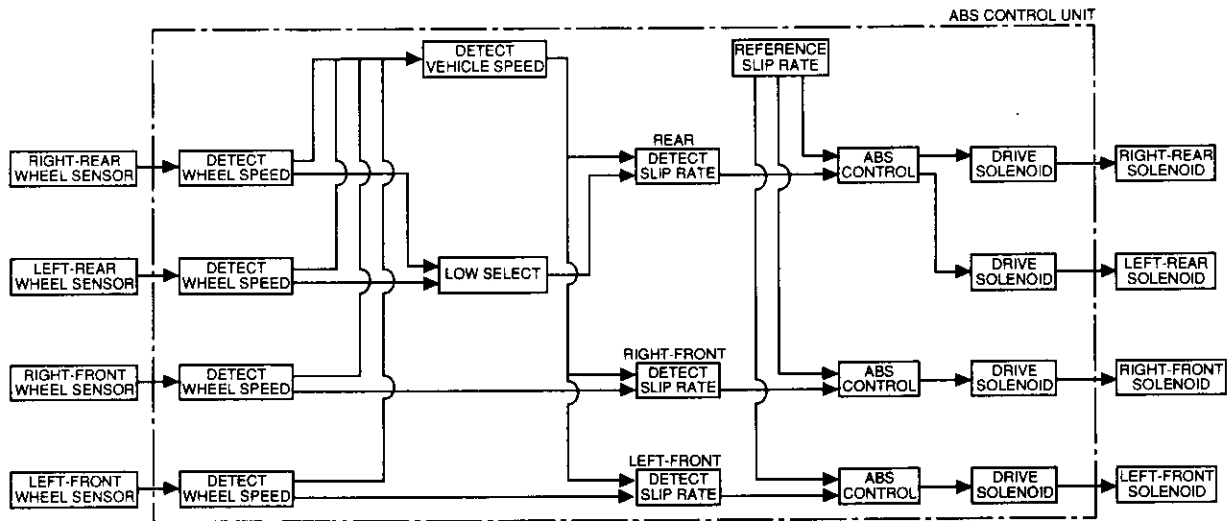 ABS CONTROL UNIT
DETECT
VEHICLE SPEED
REFERENCE
SLIP RATE
RIGHT-REAR
WHEEL SENSOR
DETECT
WHEEL SPEED
REAR
DETECT
SLIP RATE
ABS
CONTROL
DRIVE
SOLENOID
RIGHT-REAR
SOLENOID
LEFT-REAR
WHEEL SENSOR
DETECT
WHEEL SPEED
LOW SELECT
DRIVE
SOLENOID
LEFT-REAR
SOLENOID
RIGHT-FRONT
WHEEL SENSOR
DETECT
WHEEL SPEED
RIGHT-FRONT
DETECT
SLIP RATE
ABS
CONTROL
DRIVE
SOLENOID
RIGHT-FRONT
SOLENOID
LEFT-FRONT
WHEEL SENSOR
DETECT
WHEEL SPEED
LEFT-FRONT
DETECT
SLIP RATE
ABS
CONTROL
DRIVE
SOLENOID
LEFT-FRONT
SOLENOID